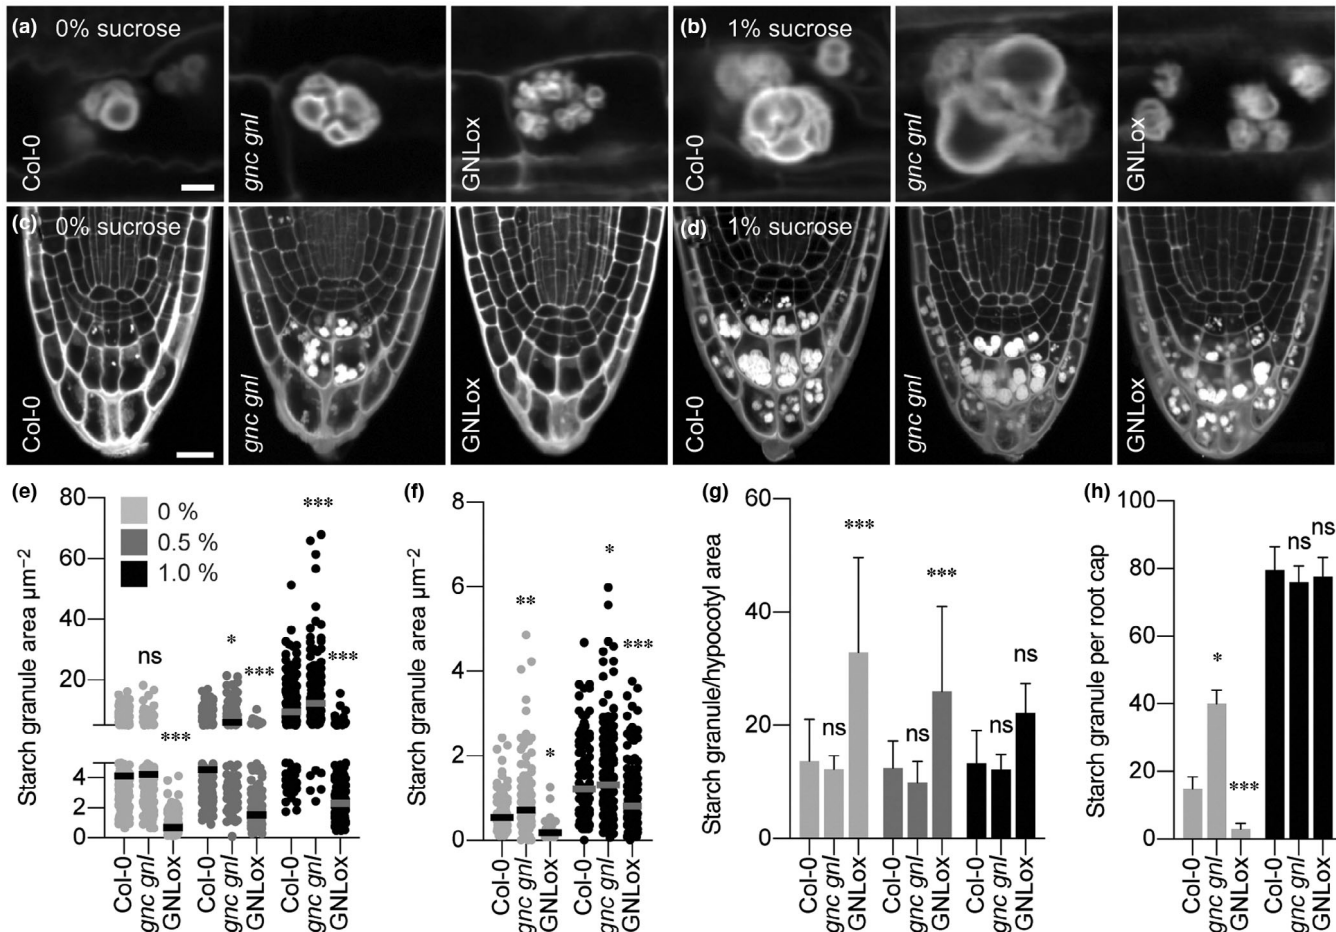 (a) 0% sucrose
Col-0
gnc gnl
GNLox
(b) 1% sucrose
Col-0
gnc gnl
GNLox
(c) 0% sucrose
Col-0
gnc gnl
GNLox
(d) 1% sucrose
Col-0
gnc gnl
GNLox
(e)
Starch granule area μm⁻²
80
60
40
20
4
2
0
0 %
0.5 %
1.0 %
ns
***
*
***
***
***
Col-0
gnc gnl
GNLox
Col-0
gnc gnl
GNLox
Col-0
gnc gnl
GNLox
(f)
Starch granule area μm⁻²
8
6
4
2
0
**
*
*
***
Col-0
gnc gnl
GNLox
Col-0
gnc gnl
GNLox
(g)
Starch granule/hypocotyl area
60
40
20
0
ns
***
ns
***
ns
ns
Col-0
gnc gnl
GNLox
Col-0
gnc gnl
GNLox
Col-0
gnc gnl
GNLox
(h)
Starch granule per root cap
100
80
60
40
20
0
*
***
ns
ns
Col-0
gnc gnl
GNLox
Col-0
gnc gnl
GNLox